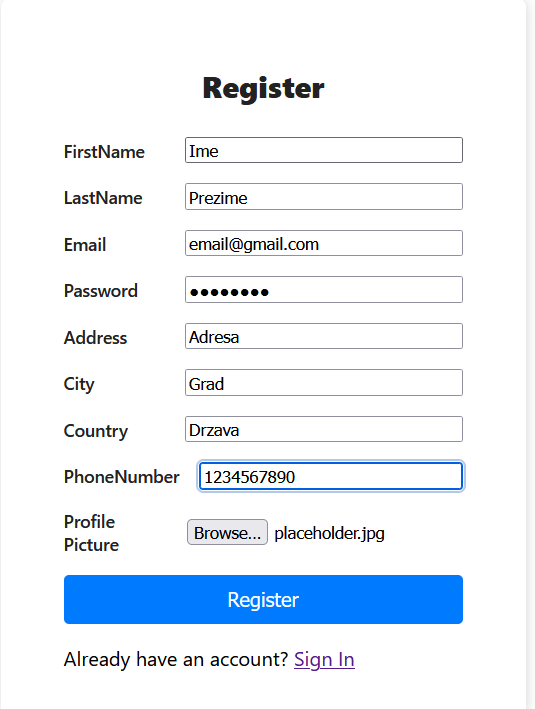 Register
FirstName Ime
LastName Prezime
Email email@gmail.com
Password ●●●●●●●●
Address Adresa
City Grad
Country Drzava
PhoneNumber 1234567890
Profile
Picture
Browse... placeholder.jpg
Register
Already have an account? Sign In